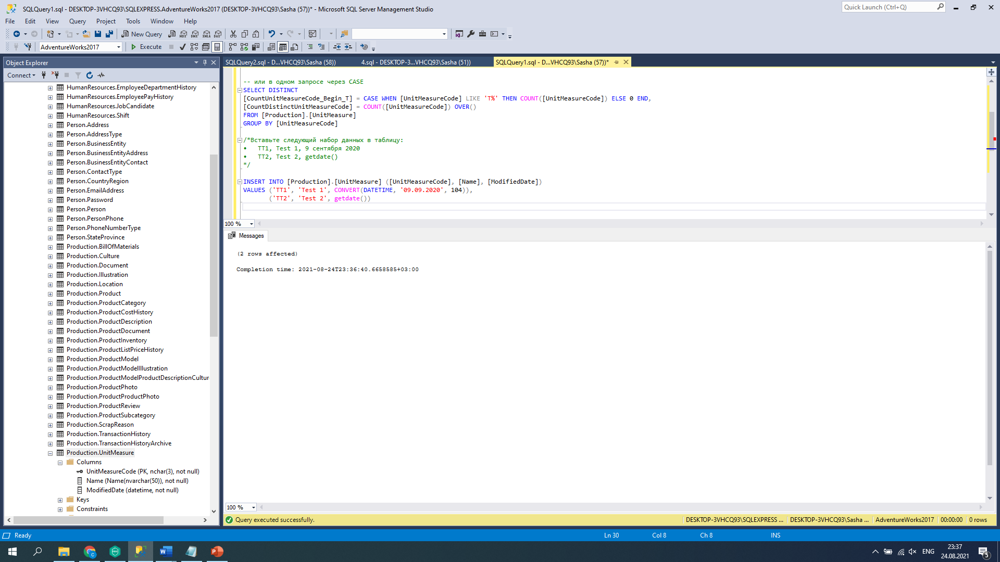 SQLQuery1.sql - DESKTOP-3VHCQ93\SQLEXPRESS.AdventureWorks2017 (DESKTOP-3VHCQ93\Sasha (57))* - Microsoft SQL Server Management Studio
Quick Launch (Ctrl+Q)
File Edit View Query Project Tools Window Help
New Query
AdventureWorks2017
Execute
Object Explorer
SQLQuery2.sql - D...VHCQ93\Sasha (58))
4.sql - DESKTOP-3...VHCQ93\Sasha (51))
SQLQuery1.sql - D...VHCQ93\Sasha (57))*
Connect
HumanResources.EmployeeDepartmentHistory
HumanResources.EmployeePayHistory
HumanResources.JobCandidate
HumanResources.Shift
Person.Address
Person.AddressType
Person.BusinessEntity
Person.BusinessEntityAddress
Person.BusinessEntityContact
Person.ContactType
Person.CountryRegion
Person.EmailAddress
Person.Password
Person.Person
Person.PersonPhone
Person.PhoneNumberType
Person.StateProvince
Production.BillOfMaterials
Production.Culture
Production.Document
Production.Illustration
Production.Location
Production.Product
Production.ProductCategory
Production.ProductCostHistory
Production.ProductDescription
Production.ProductDocument
Production.ProductInventory
Production.ProductListPriceHistory
Production.ProductModel
Production.ProductModelIllustration
Production.ProductModelProductDescriptionCultur
Production.ProductPhoto
Production.ProductProductPhoto
Production.ProductReview
Production.ProductSubcategory
Production.ScrapReason
Production.TransactionHistory
Production.TransactionHistoryArchive
Production.UnitMeasure
Columns
UnitMeasureCode (PK, nchar(3), not null)
Name (Name(nvarchar(50)), not null)
ModifiedDate (datetime, not null)
Keys
Constraints
-- или в одном запросе через CASE
SELECT DISTINCT
[CountUnitMeasureCode_Begin_T] = CASE WHEN [UnitMeasureCode] LIKE 'T%' THEN COUNT([UnitMeasureCode]) ELSE 0 END,
[CountDistinctUnitMeasureCode] = COUNT([UnitMeasureCode]) OVER()
FROM [Production].[UnitMeasure]
GROUP BY [UnitMeasureCode]
/*Вставьте следующий набор данных в таблицу:
• TT1, Test 1, 9 сентября 2020
• TT2, Test 2, getdate()
*/
INSERT INTO [Production].[UnitMeasure] ([UnitMeasureCode], [Name], [ModifiedDate])
VALUES ('TT1', 'Test 1', CONVERT(DATETIME, '09.09.2020', 104)),
('TT2', 'Test 2', getdate())
100 %
Messages
(2 rows affected)
Completion time: 2021-08-24T23:36:40.6658585+03:00
100 %
Query executed successfully.
DESKTOP-3VHCQ93\SQLEXPRESS ...
DESKTOP-3VHCQ93\Sasha ...
AdventureWorks2017
00:00:00
0 rows
Ready
Ln 30
Col 8
Ch 8
INS
ENG
23:37
24.08.2021
5